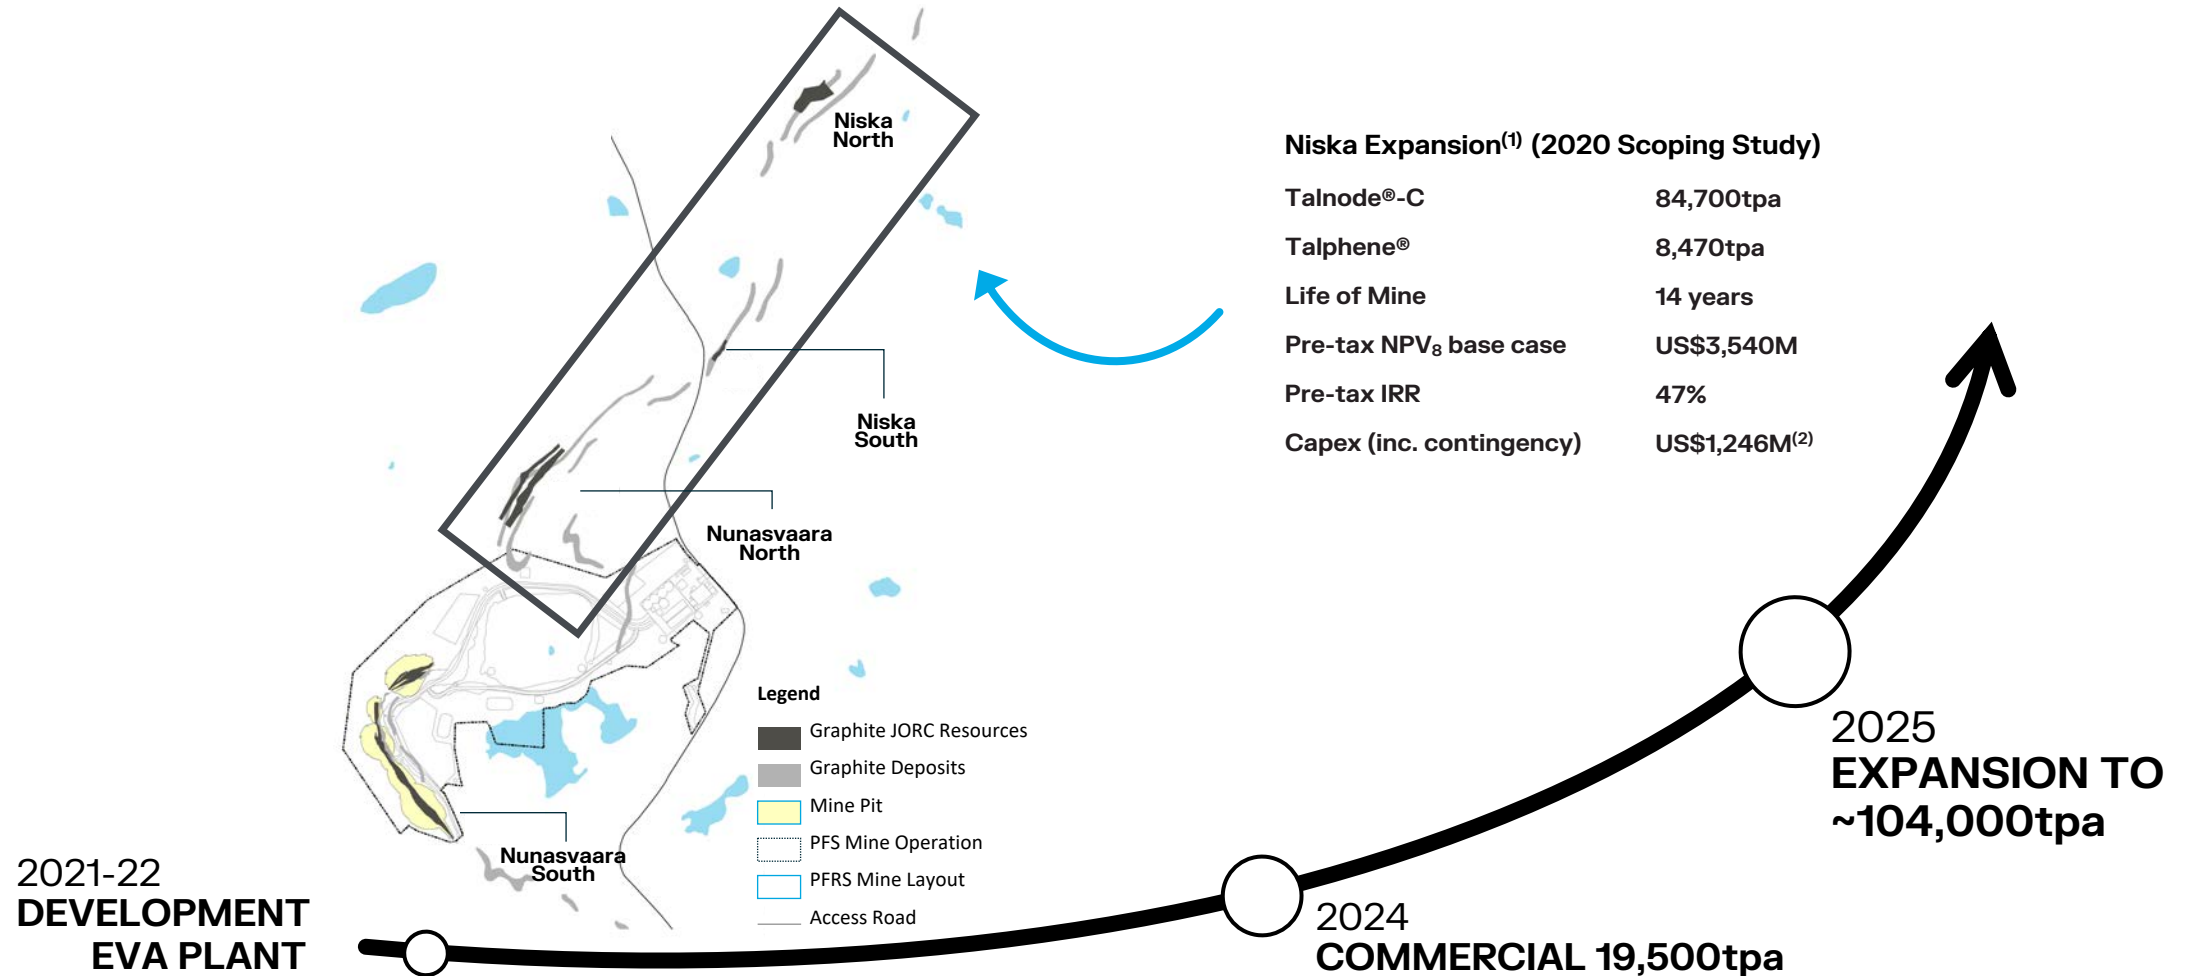 Niska
North
Niska
South
Nunasvaara
North
Nunasvaara
South
Legend
Graphite JORC Resources
Graphite Deposits
Mine Pit
PFS Mine Operation
PFRS Mine Layout
Access Road
Niska Expansion(1) (2020 Scoping Study)
Talnode®-C 84,700tpa
Talphene® 8,470tpa
Life of Mine 14 years
Pre-tax NPV₈ base case US$3,540M
Pre-tax IRR 47%
Capex (inc. contingency) US$1,246M(2)
2021-22
DEVELOPMENT
EVA PLANT
2024
COMMERCIAL 19,500tpa
2025
EXPANSION TO
~104,000tpa